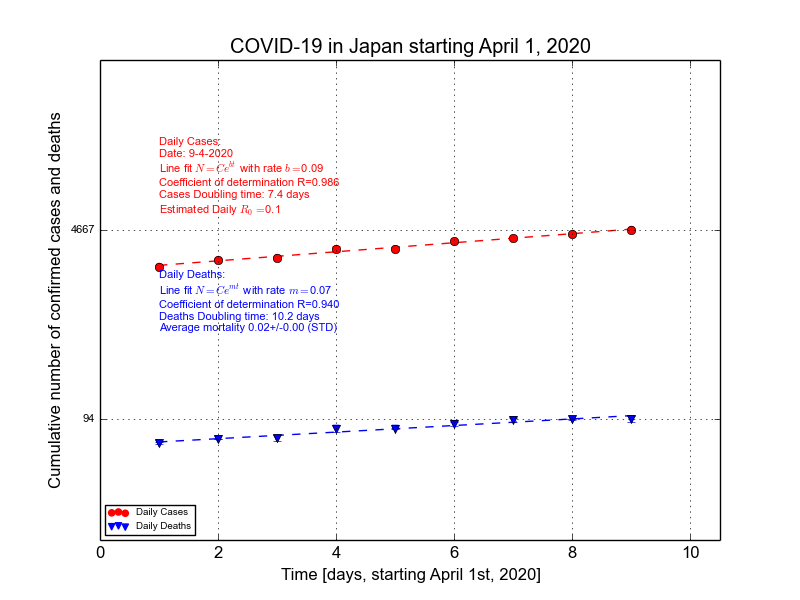 COVID-19 in Japan starting April 1, 2020
Cumulative number of confirmed cases and deaths
Daily Cases:
Date: 9-4-2020
Line fit N = Ce^{bt} with rate b =0.09
Coefficient of determination R=0.986
Cases Doubling time: 7.4 days
Estimated Daily R_0 =0.1
4667
Daily Deaths:
Line fit N = Ce^{mt} with rate m =0.07
Coefficient of determination R=0.940
Deaths Doubling time: 10.2 days
Average mortality 0.02+/-0.00 (STD)
94
Daily Cases
Daily Deaths
0 2 4 6 8 10
Time [days, starting April 1st, 2020]